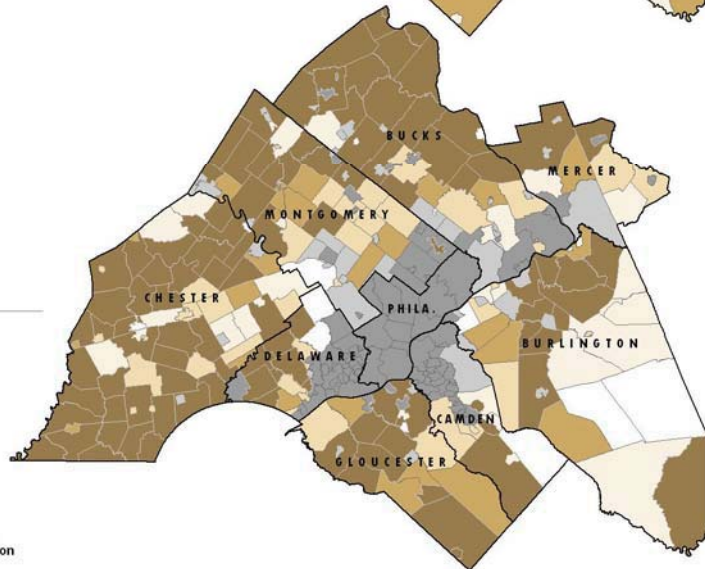 BUCKS
MERCER
MONTGOMERY
CHESTER
PHILA.
BURLINGTON
DELAWARE
CAMDEN
GLOUCESTER
on